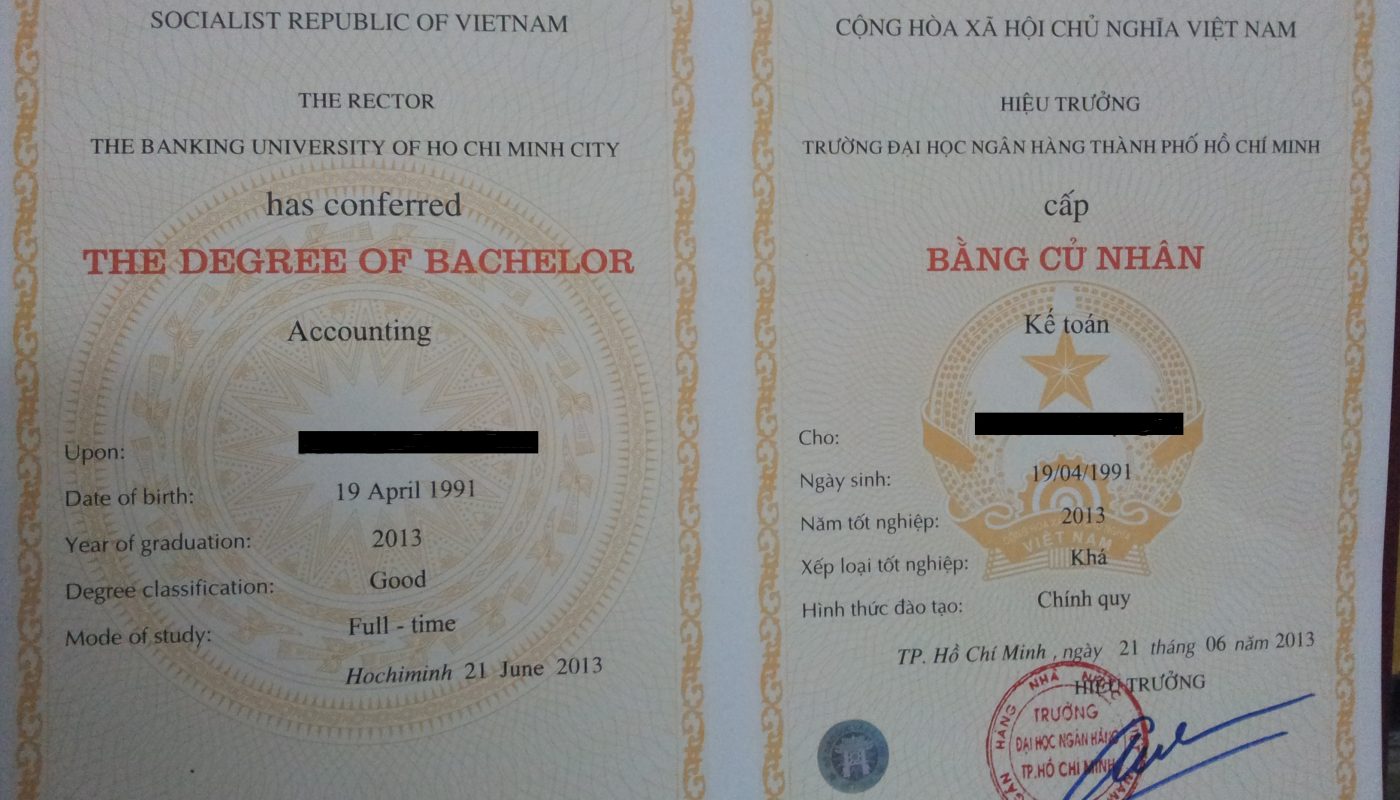 SOCIALIST REPUBLIC OF VIETNAM
THE RECTOR
THE BANKING UNIVERSITY OF HO CHI MINH CITY
has conferred
THE DEGREE OF BACHELOR
Accounting
Upon:
Date of birth: 19 April 1991
Year of graduation: 2013
Degree classification: Good
Mode of study: Full - time
Hochiminh 21 June 2013
CỘNG HÒA XÃ HỘI CHỦ NGHĨA VIỆT NAM
HIỆU TRƯỞNG
TRƯỜNG ĐẠI HỌC NGÂN HÀNG THÀNH PHỐ HỒ CHÍ MINH
cấp
BẰNG CỬ NHÂN
Kế toán
Cho:
Ngày sinh: 19/04/1991
Năm tốt nghiệp: 2013
VIỆT NAM
Xếp loại tốt nghiệp: Khá
Hình thức đào tạo: Chính quy
TP. Hồ Chí Minh , ngày 21 tháng 06 năm 2013
HIỆU TRƯỞNG
HÀNG NHÀ
TRƯỜNG
ĐẠI HỌC NGÂN HÀNG
TP.HỒ CHÍ MINH